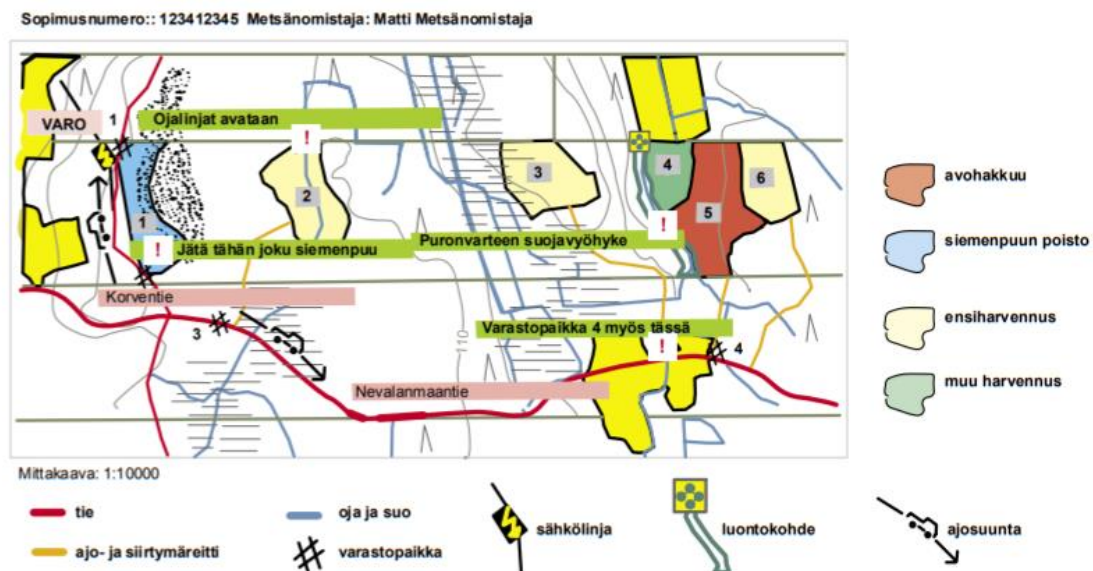 Sopimusnumero:: 123412345 Metsänomistaja: Matti Metsänomistaja
VARO
1
Ojalinjat avataan
!
1
2
3
4
5
6
!
Jätä tähän joku siemenpuu
Puronvarteen suojavyöhyke
!
Korventie
3
110
Varastopaikka 4 myös tässä
!
4
Nevalanmaantie
avohakkuu
siemenpuun poisto
ensiharvennus
muu harvennus
Mittakaava: 1:10000
tie
oja ja suo
sähkölinja
luontokohde
ajosuunta
ajo- ja siirtymäreitti
varastopaikka